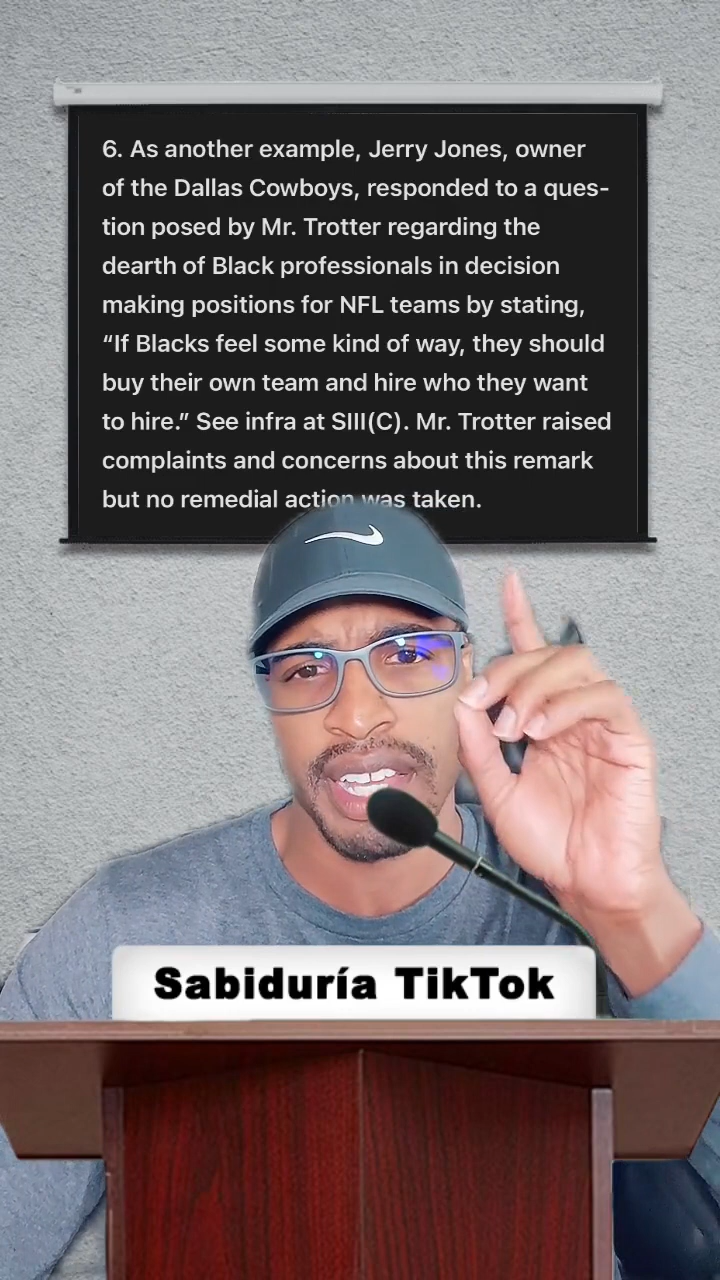 6. As another example, Jerry Jones, owner
of the Dallas Cowboys, responded to a ques-
tion posed by Mr. Trotter regarding the
dearth of Black professionals in decision
making positions for NFL teams by stating,
“If Blacks feel some kind of way, they should
buy their own team and hire who they want
to hire.” See infra at SIII(C). Mr. Trotter raised
complaints and concerns about this remark
but no remedial action was taken.
Sabiduría TikTok